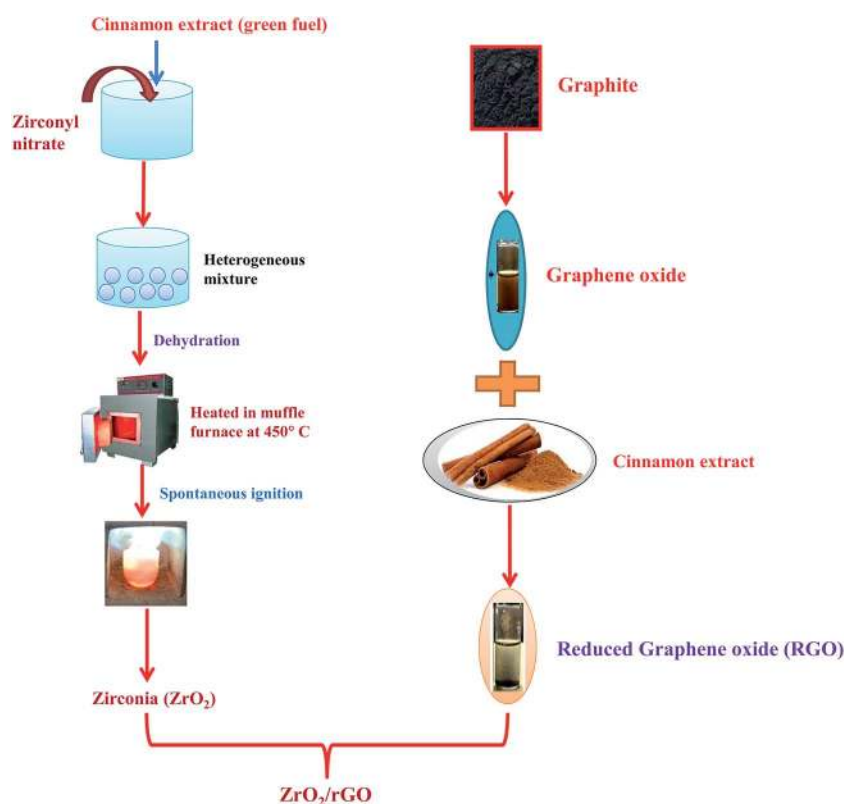 Cinnamon extract (green fuel)
Zirconyl
nitrate
Heterogeneous
mixture
Dehydration
Heated in muffle
furnace at 450° C
Spontaneous ignition
Zirconia (ZrO₂)
Graphite
Graphene oxide
Cinnamon extract
Reduced Graphene oxide (RGO)
ZrO₂/rGO